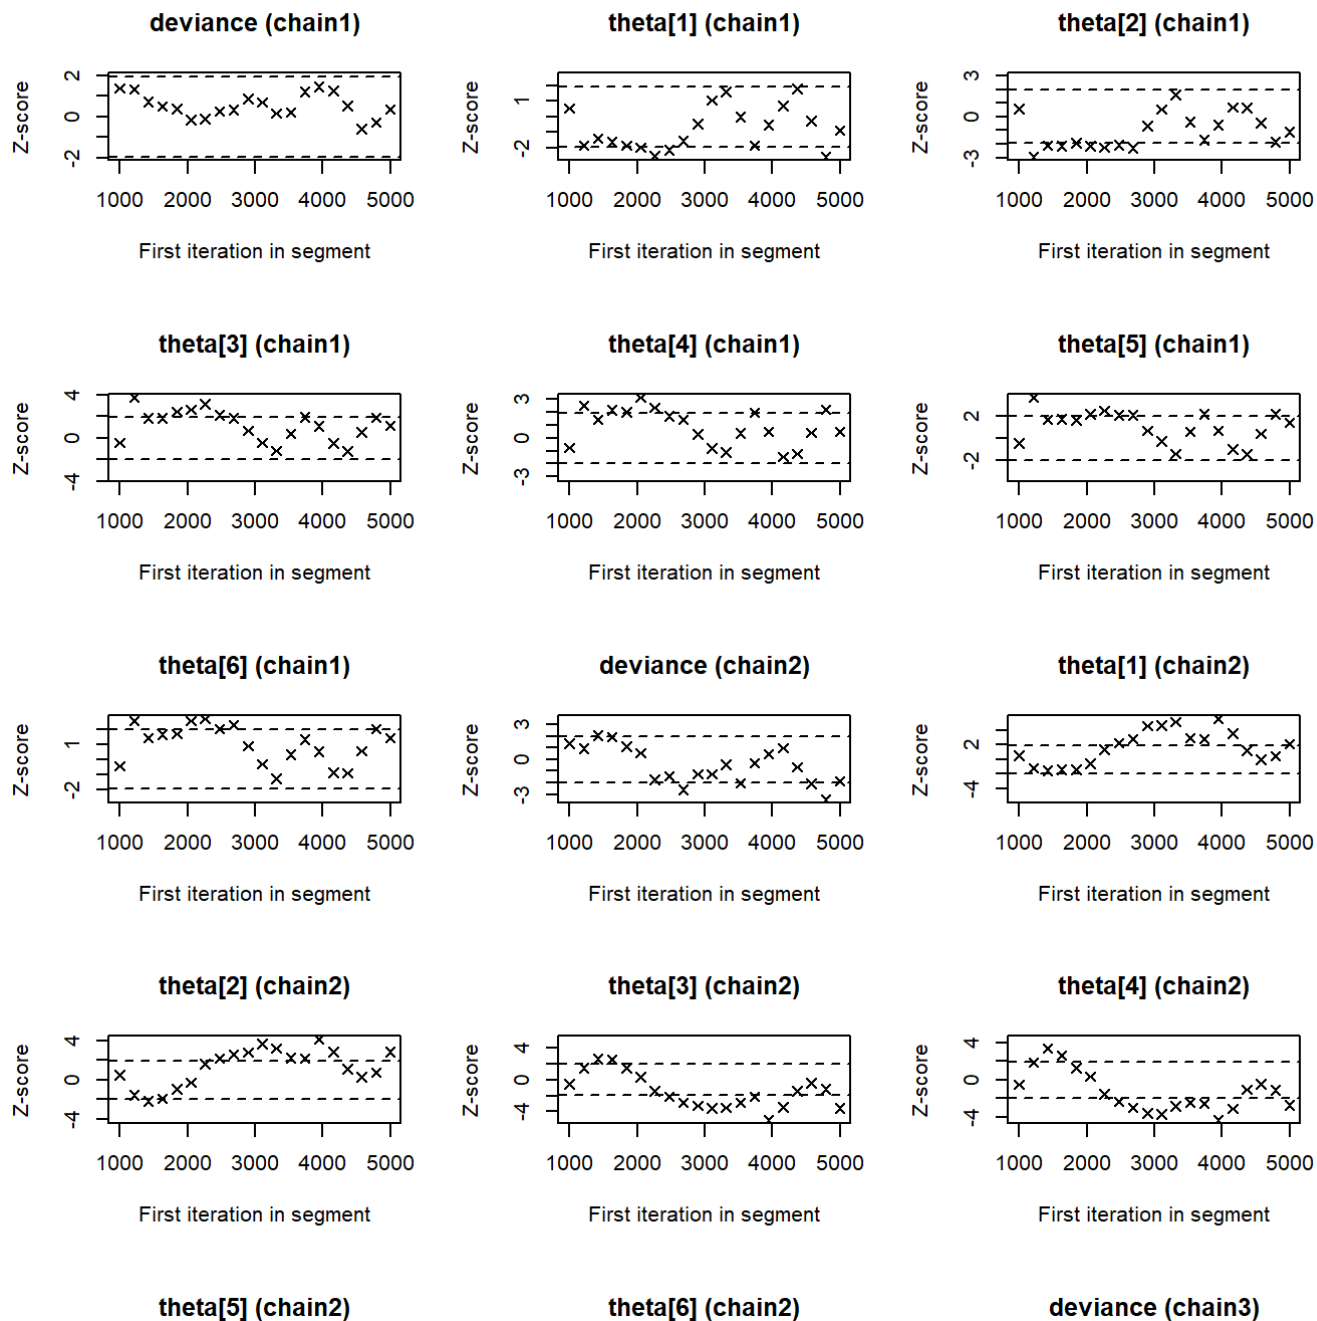 deviance (chain1) theta[1] (chain1) theta[2] (chain1)
Z-score 2 0 -2 Z-score 1 -2 Z-score 3 0 -3
1000 2000 3000 4000 5000 1000 2000 3000 4000 5000 1000 2000 3000 4000 5000
First iteration in segment First iteration in segment First iteration in segment
theta[3] (chain1) theta[4] (chain1) theta[5] (chain1)
Z-score 4 0 -4 Z-score 3 0 -3 Z-score 2 -2
1000 2000 3000 4000 5000 1000 2000 3000 4000 5000 1000 2000 3000 4000 5000
First iteration in segment First iteration in segment First iteration in segment
theta[6] (chain1) deviance (chain2) theta[1] (chain2)
Z-score 1 -2 Z-score 3 0 -3 Z-score 2 -4
1000 2000 3000 4000 5000 1000 2000 3000 4000 5000 1000 2000 3000 4000 5000
First iteration in segment First iteration in segment First iteration in segment
theta[2] (chain2) theta[3] (chain2) theta[4] (chain2)
Z-score 4 0 -4 Z-score 4 0 -4 Z-score 4 0 -4
1000 2000 3000 4000 5000 1000 2000 3000 4000 5000 1000 2000 3000 4000 5000
First iteration in segment First iteration in segment First iteration in segment
theta[5] (chain2) theta[6] (chain2) deviance (chain3)